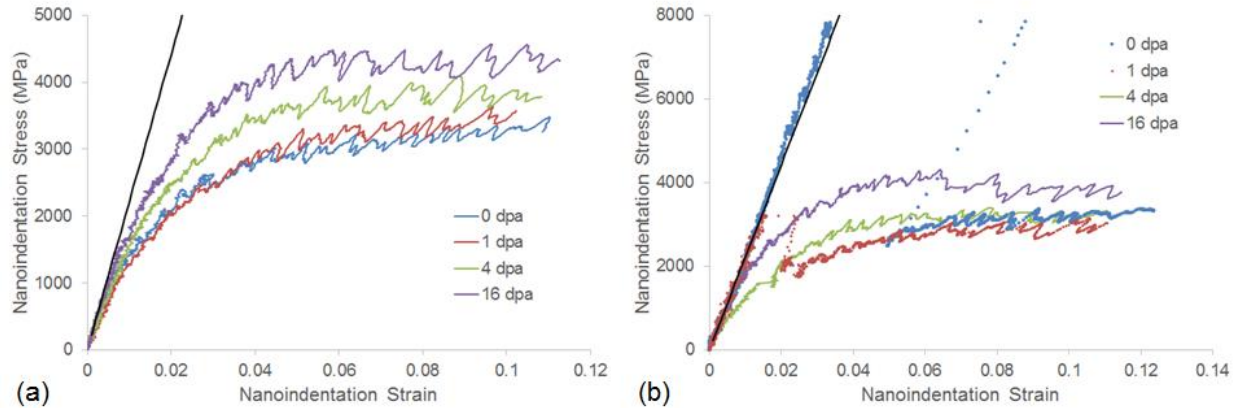 5000
4000
3000
2000
1000
0
Nanoindentation Stress (MPa)
0 dpa
1 dpa
4 dpa
16 dpa
0 0.02 0.04 0.06 0.08 0.1 0.12
Nanoindentation Strain
(a)
8000
6000
4000
2000
0
Nanoindentation Stress (MPa)
0 dpa
1 dpa
4 dpa
16 dpa
0 0.02 0.04 0.06 0.08 0.1 0.12 0.14
Nanoindentation Strain
(b)